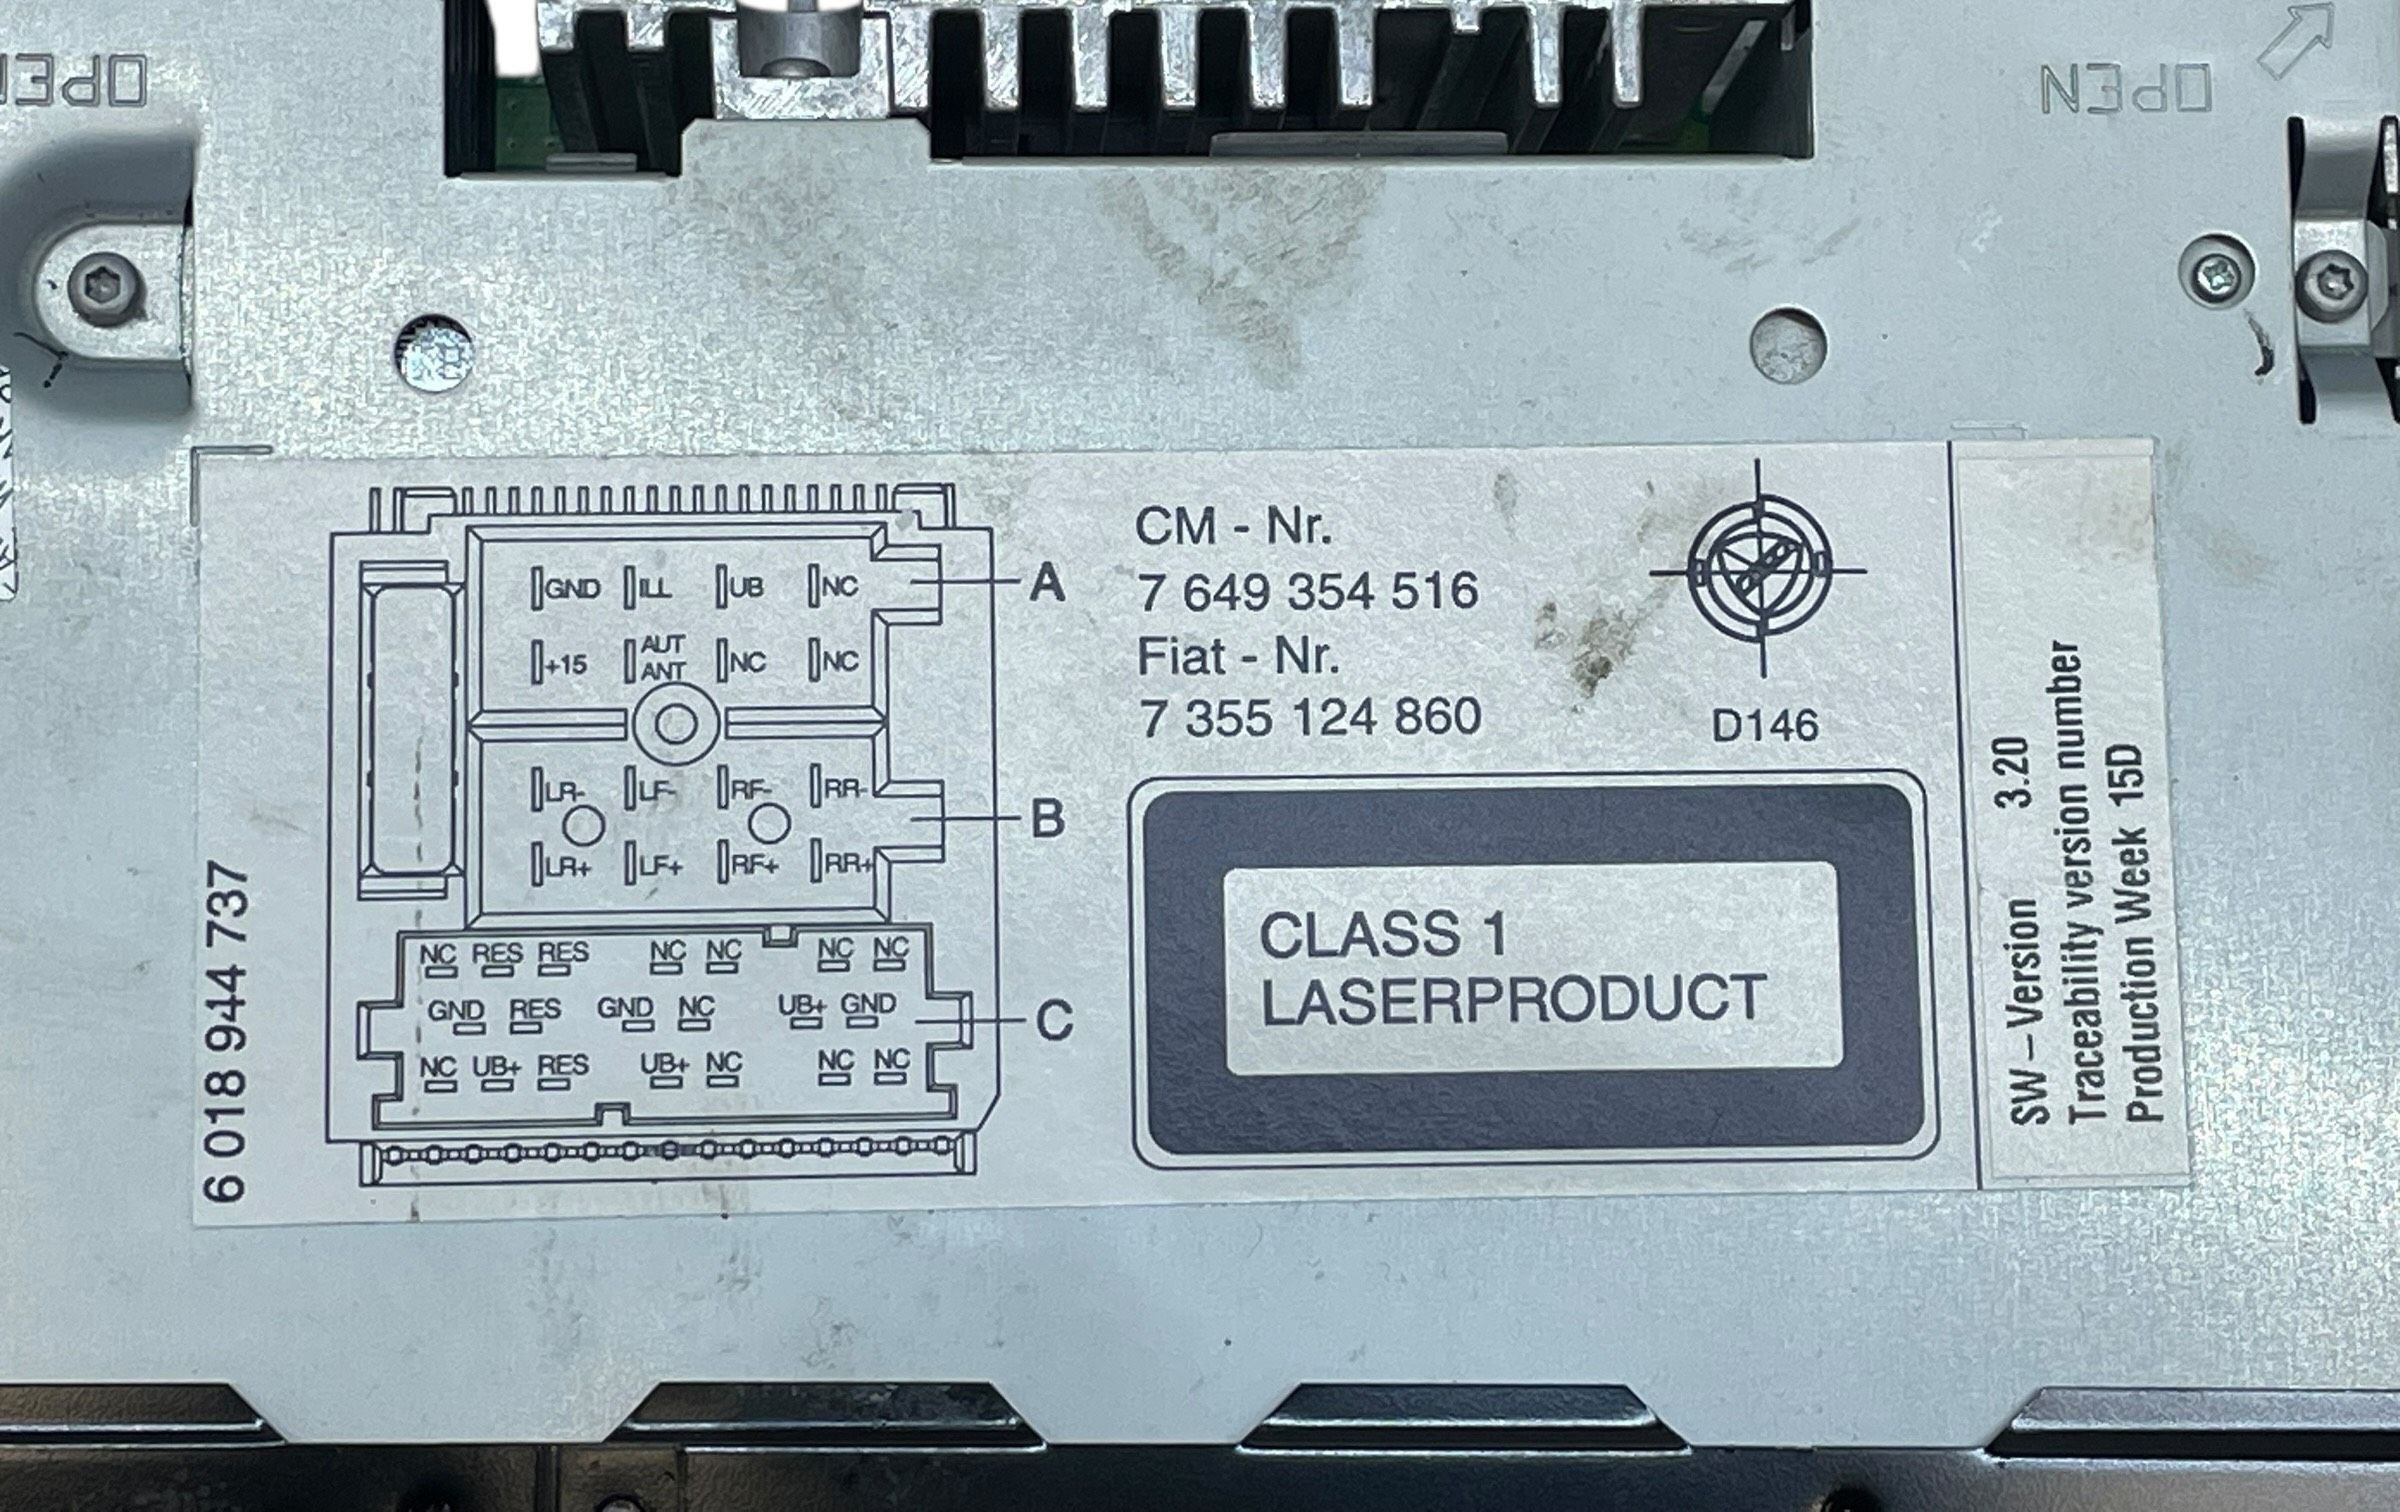 OPEN
OPEN
GND ILL UB NC
A
+15 AUT ANT NC NC
LR- LF- RF- RR-
B
LR+ LF+ RF+ RR+
NC RES RES NC NC NC NC
GND RES GND NC UB+ GND
C
NC UB+ RES UB+ NC NC NC
6 018 944 737
CM - Nr.
7 649 354 516
Fiat - Nr.
7 355 124 860
D146
CLASS 1
LASERPRODUCT
SW – Version 3.20
Traceability version number
Production Week 15D